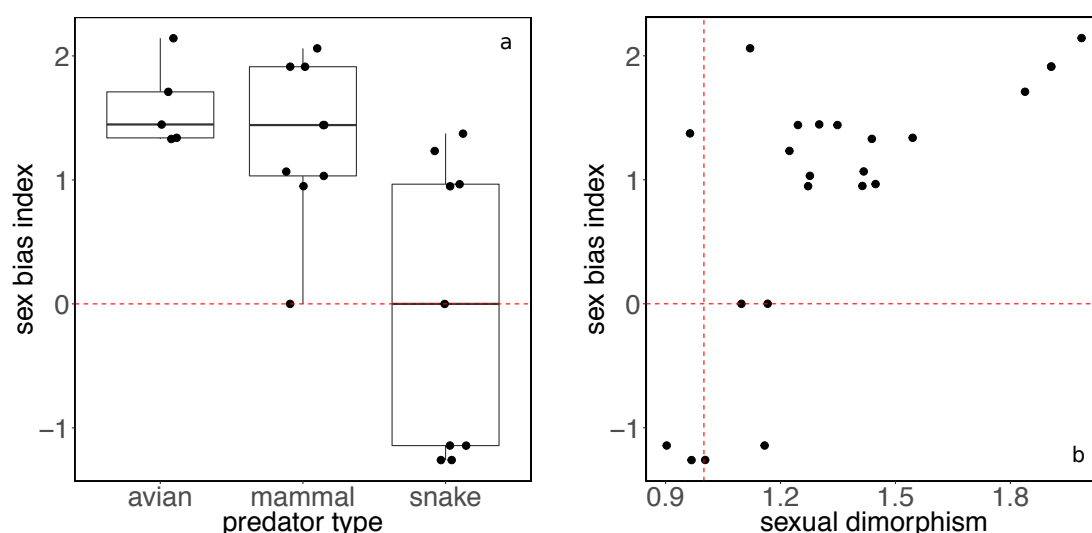 a
2
1
0
−1
sex bias index
avian mammal snake
predator type
b
2
1
0
−1
sex bias index
0.9 1.2 1.5 1.8
sexual dimorphism